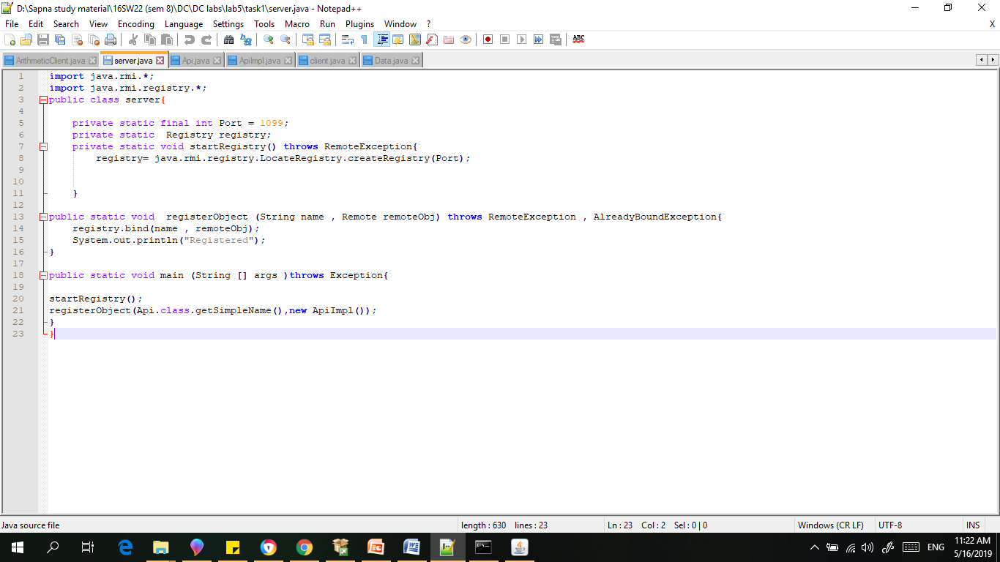 D:\Sapna study material\16SW22 (sem 8)\DC\DC labs\lab5\task1\server.java - Notepad++
File Edit Search View Encoding Language Settings Tools Macro Run Plugins Window ? X
ArithmeticClient.java server.java Api.java ApiImpl.java client.java Data.java
1 import java.rmi.*;
2 import java.rmi.registry.*;
3 public class server{
4
5 private static final int Port = 1099;
6 private static  Registry registry;
7 private static void startRegistry() throws RemoteException{
8 registry= java.rmi.registry.LocateRegistry.createRegistry(Port);
9
10
11 }
12
13 public static void  registerObject (String name , Remote remoteObj) throws RemoteException , AlreadyBoundException{
14 registry.bind(name , remoteObj);
15 System.out.println("Registered");
16 }
17
18 public static void main (String [] args )throws Exception{
19
20 startRegistry();
21 registerObject(Api.class.getSimpleName(),new ApiImpl());
22 }
23 }
Java source file length : 630 lines : 23 Ln : 23 Col : 2 Sel : 0 | 0 Windows (CR LF) UTF-8 INS
ENG 11:22 AM
5/16/2019